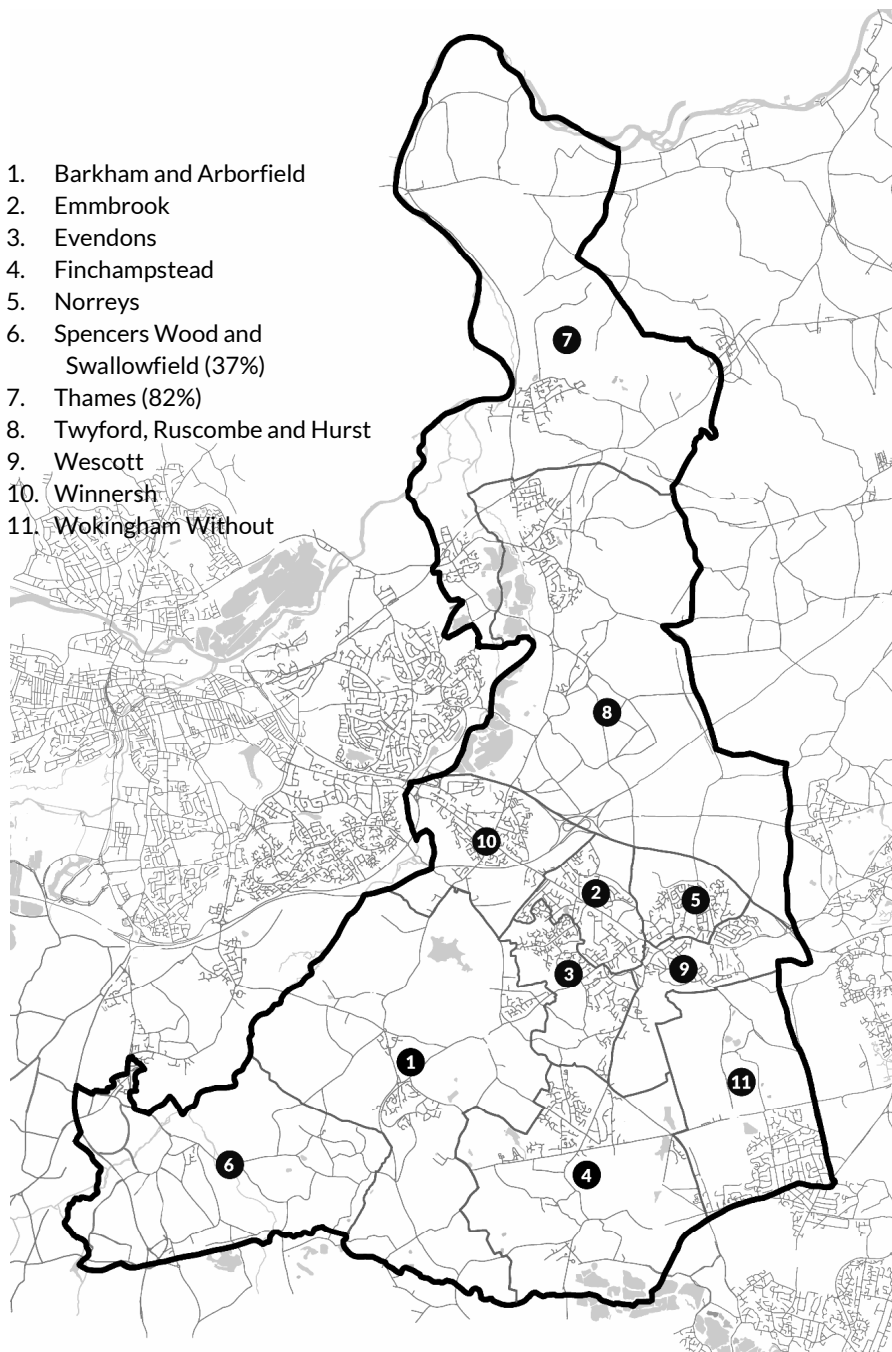 1. Barkham and Arborfield
2. Emmbrook
3. Evendons
4. Finchampstead
5. Norreys
6. Spencers Wood and
Swallowfield (37%)
7. Thames (82%)
8. Twyford, Ruscombe and Hurst
9. Wescott
10. Winnersh
11. Wokingham Without
7
8
10
2
5
3
9
1
11
6
4